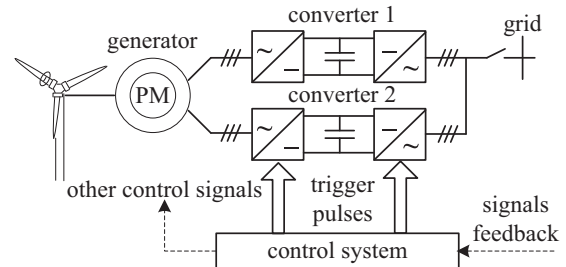 converter 1
generator
grid
PM
converter 2
other control signals
trigger
pulses
signals
feedback
control system